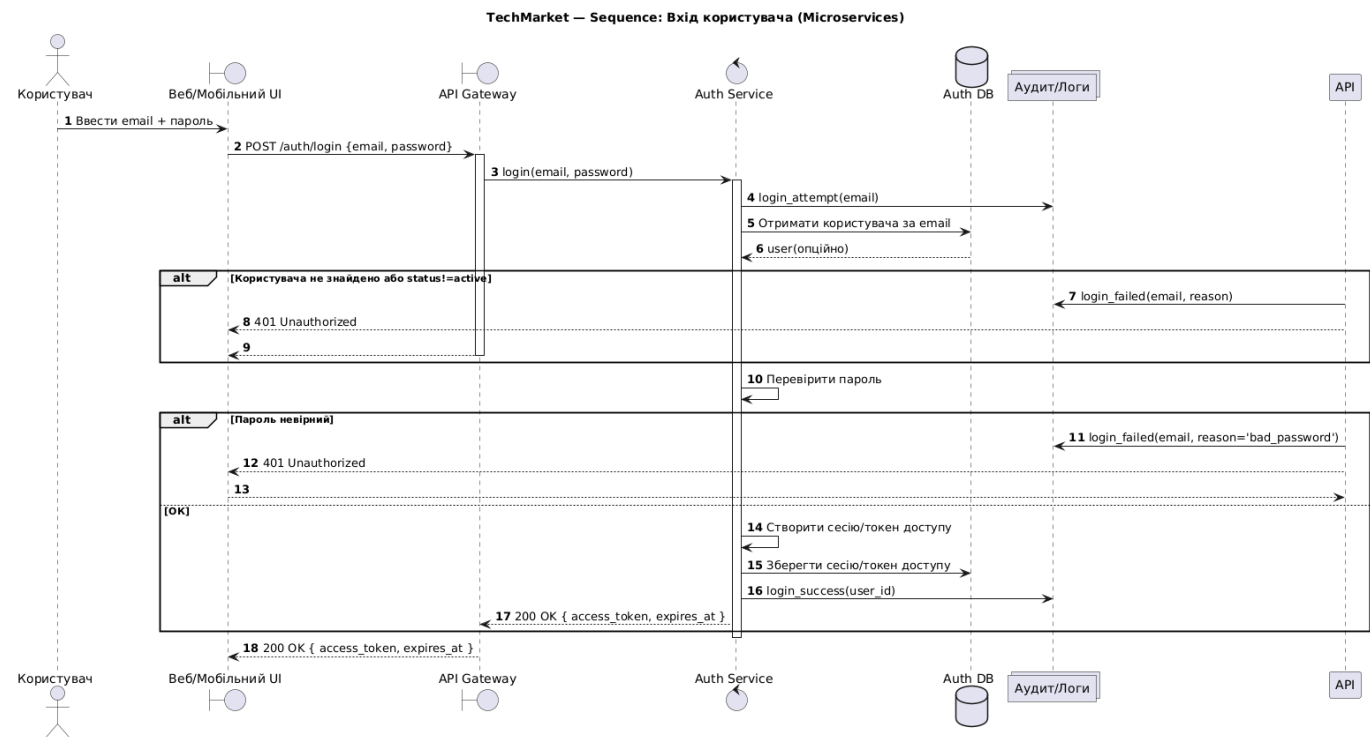 TechMarket — Sequence: Вхід користувача (Microservices)
Користувач
Веб/Мобільний UI
API Gateway
Auth Service
Auth DB
Аудит/Логи
API
1 Ввести email + пароль
2 POST /auth/login {email, password}
3 login(email, password)
4 login_attempt(email)
5 Отримати користувача за email
6 user(опційно)
alt [Користувача не знайдено або status!=active]
7 login_failed(email, reason)
8 401 Unauthorized
9
10 Перевірити пароль
alt [Пароль невірний]
11 login_failed(email, reason='bad_password')
12 401 Unauthorized
13
[OK]
14 Створити сесію/токен доступу
15 Зберегти сесію/токен доступу
16 login_success(user_id)
17 200 OK { access_token, expires_at }
18 200 OK { access_token, expires_at }
Користувач
Веб/Мобільний UI
API Gateway
Auth Service
Auth DB
Аудит/Логи
API